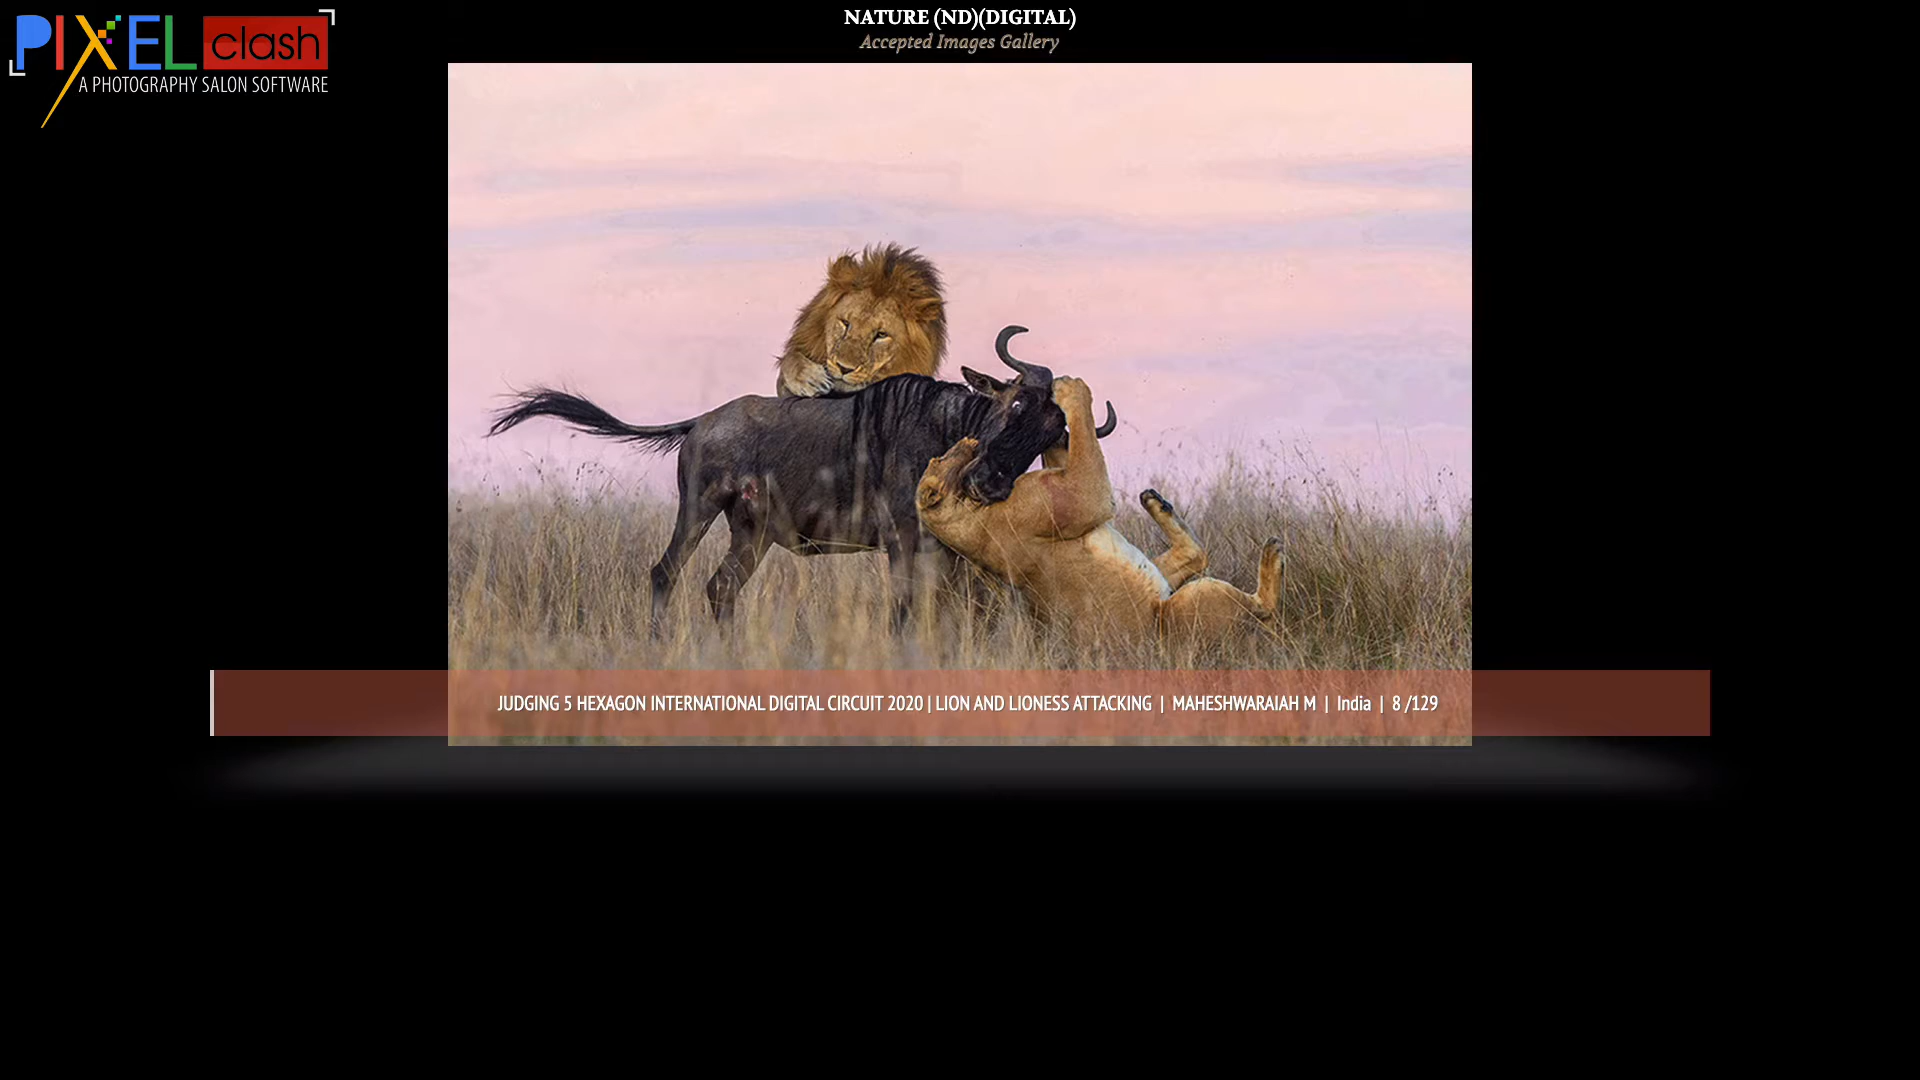 PIXEL clash
A PHOTOGRAPHY SALON SOFTWARE
NATURE (ND)(DIGITAL)
Accepted Images Gallery
JUDGING 5 HEXAGON INTERNATIONAL DIGITAL CIRCUIT 2020 | LION AND LIONESS ATTACKING | MAHESHWARAIAH M | India | 8 /129